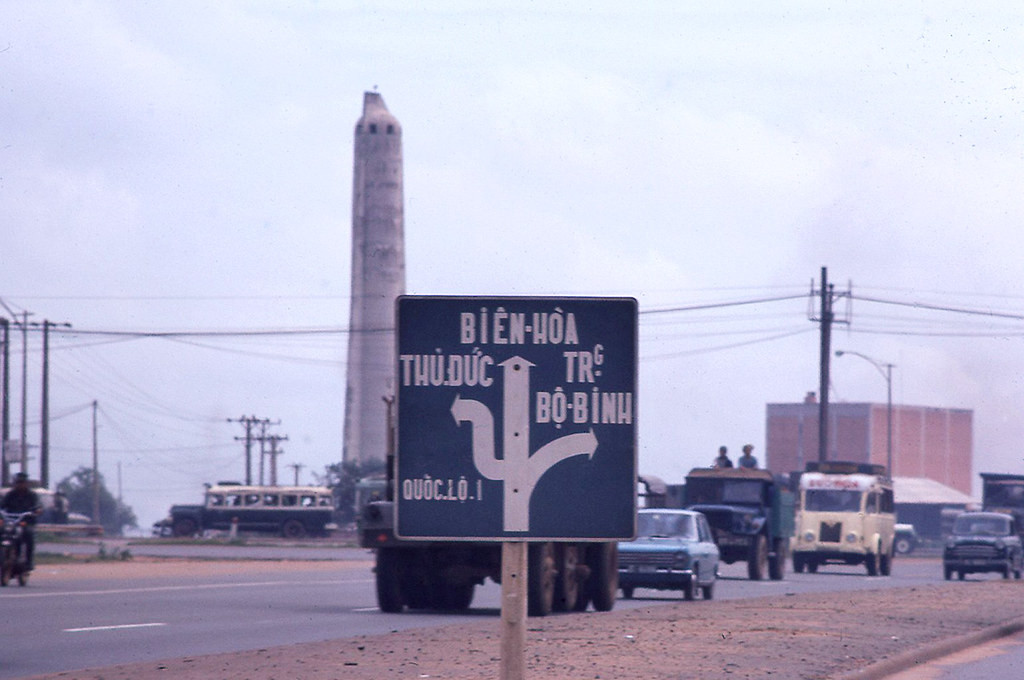 BIÊN-HÒA
THỦ.ĐỨC
TRG
BỘ-BINH
QUỐC.LỘ.1